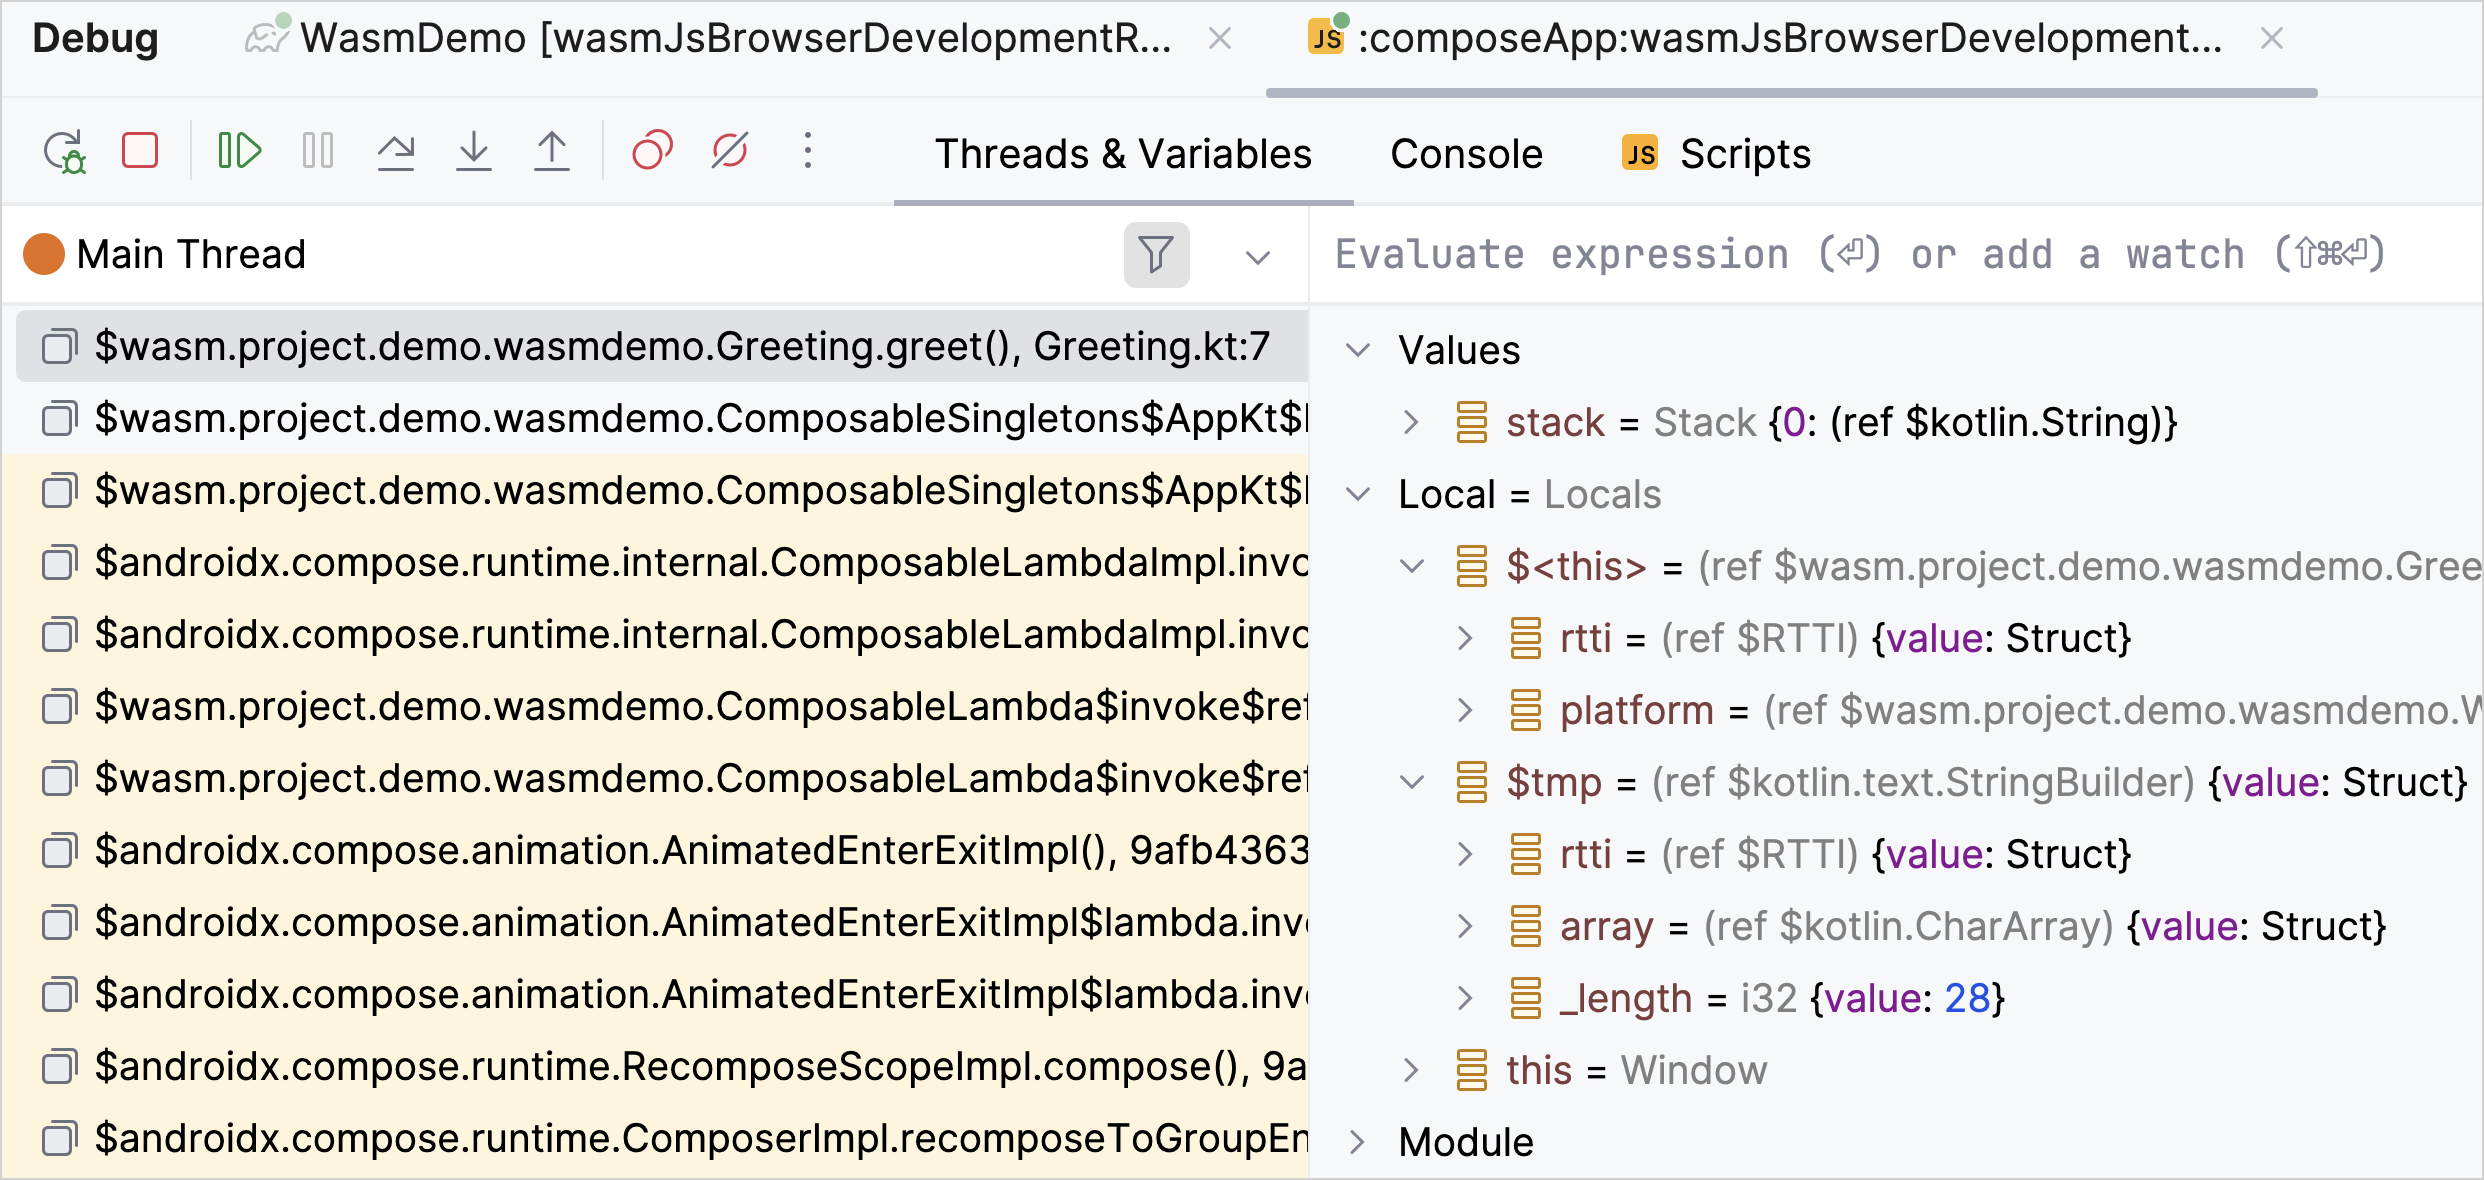 Debug WasmDemo [wasmJsBrowserDevelopmentR... JS :composeApp:wasmJsBrowserDevelopment...
Threads & Variables Console JS Scripts
Main Thread
$wasm.project.demo.wasmdemo.Greeting.greet(), Greeting.kt:7
$wasm.project.demo.wasmdemo.ComposableSingletons$AppKt$
$wasm.project.demo.wasmdemo.ComposableSingletons$AppKt$
$androidx.compose.runtime.internal.ComposableLambdaImpl.invo
$androidx.compose.runtime.internal.ComposableLambdaImpl.invo
$wasm.project.demo.wasmdemo.ComposableLambda$invoke$ref
$wasm.project.demo.wasmdemo.ComposableLambda$invoke$ref
$androidx.compose.animation.AnimatedEnterExitImpl(), 9afb4363
$androidx.compose.animation.AnimatedEnterExitImpl$lambda.invo
$androidx.compose.animation.AnimatedEnterExitImpl$lambda.invo
$androidx.compose.runtime.RecomposeScopeImpl.compose(), 9a
$androidx.compose.runtime.ComposerImpl.recomposeToGroupEn
Evaluate expression (⏎) or add a watch (⇧⌘⏎)
Values
stack = Stack {0: (ref $kotlin.String)}
Local = Locals
$<this> = (ref $wasm.project.demo.wasmdemo.Gree
rtti = (ref $RTTI) {value: Struct}
platform = (ref $wasm.project.demo.wasmdemo.W
$tmp = (ref $kotlin.text.StringBuilder) {value: Struct}
rtti = (ref $RTTI) {value: Struct}
array = (ref $kotlin.CharArray) {value: Struct}
_length = i32 {value: 28}
this = Window
Module